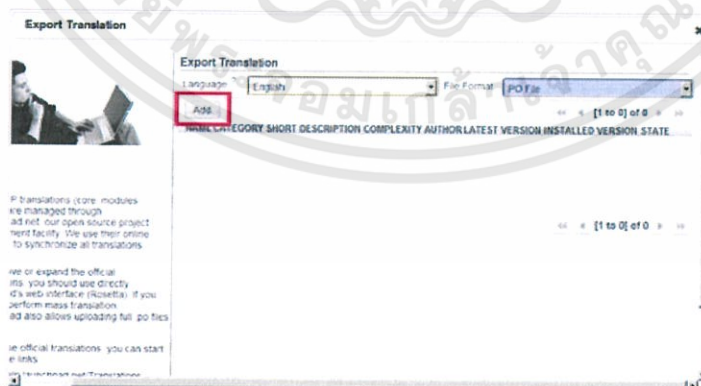 Export Translation
Export Translation
Language English File Format PO File
Add
[1 to 0] of 0
NAME CATEGORY SHORT DESCRIPTION COMPLEXITY AUTHOR LATEST VERSION INSTALLED VERSION STATE
[1 to 0] of 0
P translations (core, modules
are managed through
ad.net, our open source project
ment facility. We use their online
to synchronize all translations
ve or expand the official
ns, you should use directly
d's web interface (Rosetta). If you
perform mass translation
ad also allows uploading full .po files
e official translations, you can start
e links